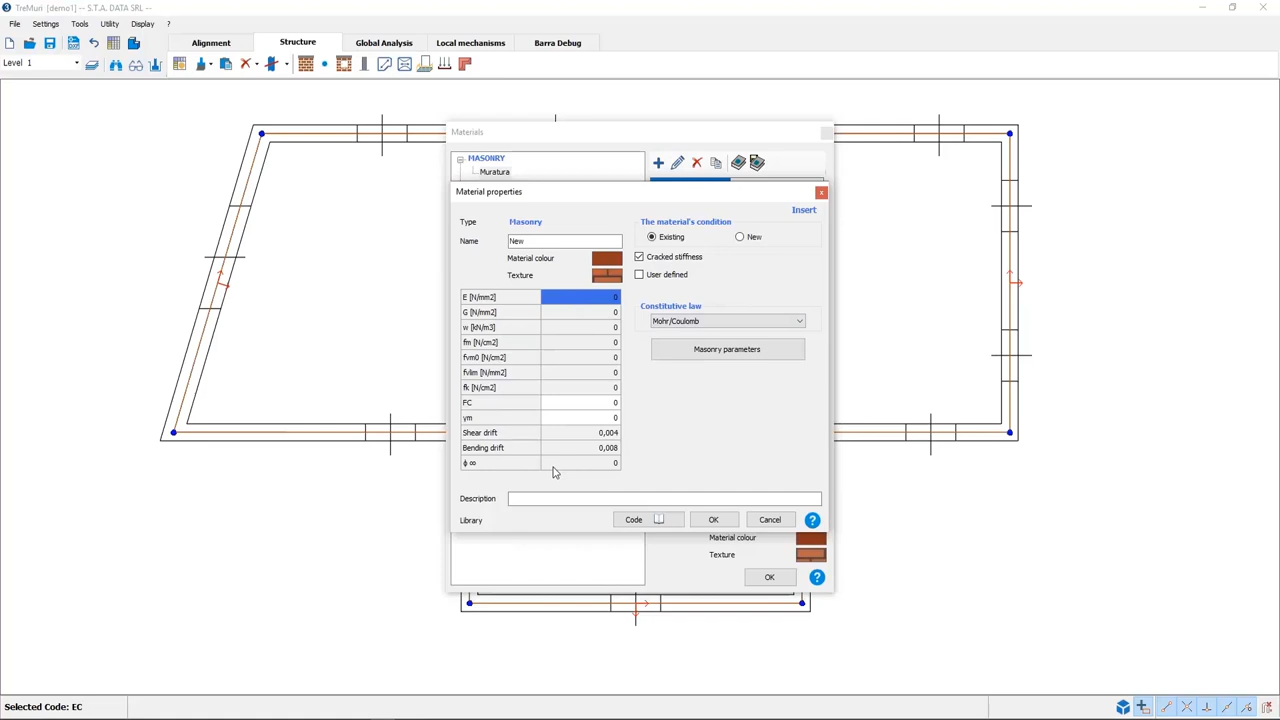 TreMuri [demo1] -- S.T.A. DATA SRL --
File Settings Tools Utility Display ?
Alignment Structure Global Analysis Local mechanisms Barra Debug
Level 1
Materials
MASONRY
Muratura
Material properties
Insert
Type Masonry
The material's condition
Name New
Existing New
Material colour
Cracked stiffness
Texture
User defined
E [N/mm2] 0
G [N/mm2] 0
Constitutive law
w [kN/m3] 0
Mohr/Coulomb
fm [N/cm2] 0
Masonry parameters
fvm0 [N/cm2] 0
fvlim [N/mm2] 0
fk [N/cm2] 0
FC 0
γm 0
Shear drift 0,004
Bending drift 0,008
ϕ ∞ 0
Description
Library Code OK Cancel ?
Material colour
Texture
OK ?
Selected Code: EC